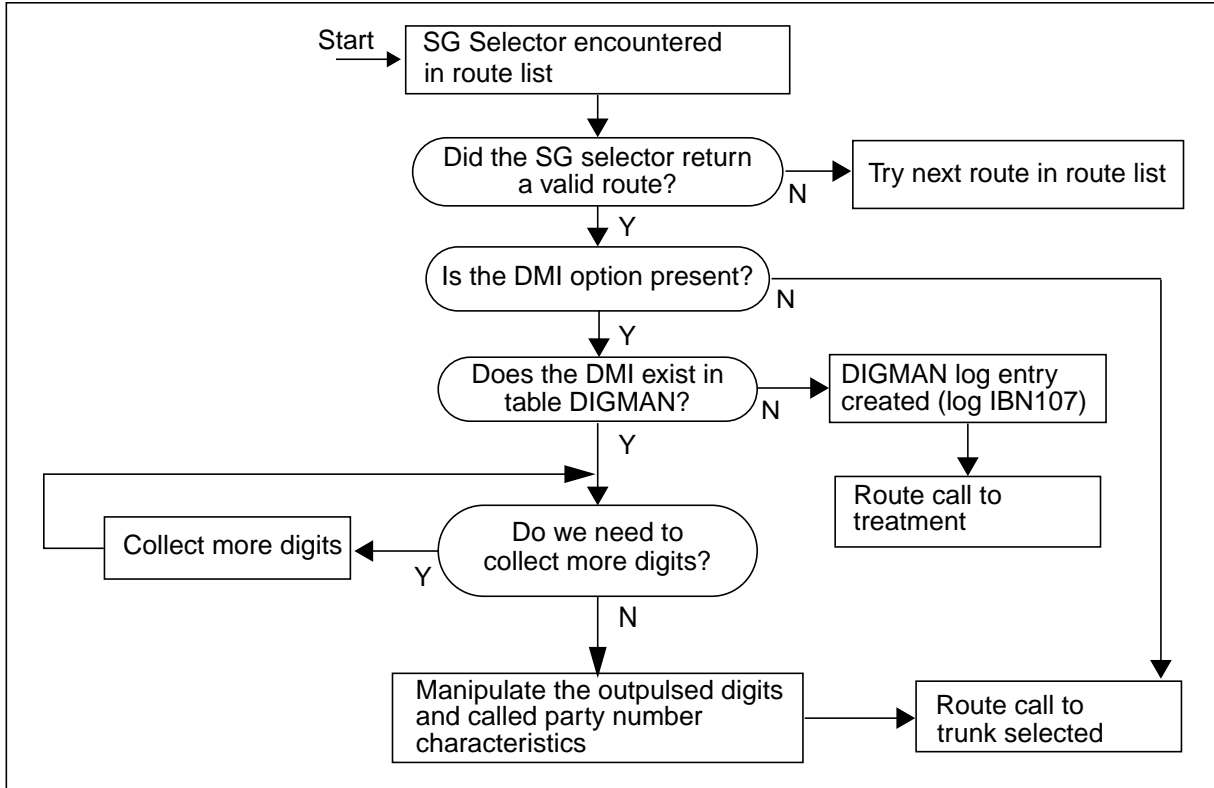 Start
SG Selector encountered
in route list
Did the SG selector return
a valid route?
N
Try next route in route list
Y
Is the DMI option present?
N
Y
Does the DMI exist in
table DIGMAN?
N
DIGMAN log entry
created (log IBN107)
Y
Route call to
treatment
Do we need to
collect more digits?
Collect more digits
Y
N
Manipulate the outpulsed digits
and called party number
characteristics
Route call to
trunk selected